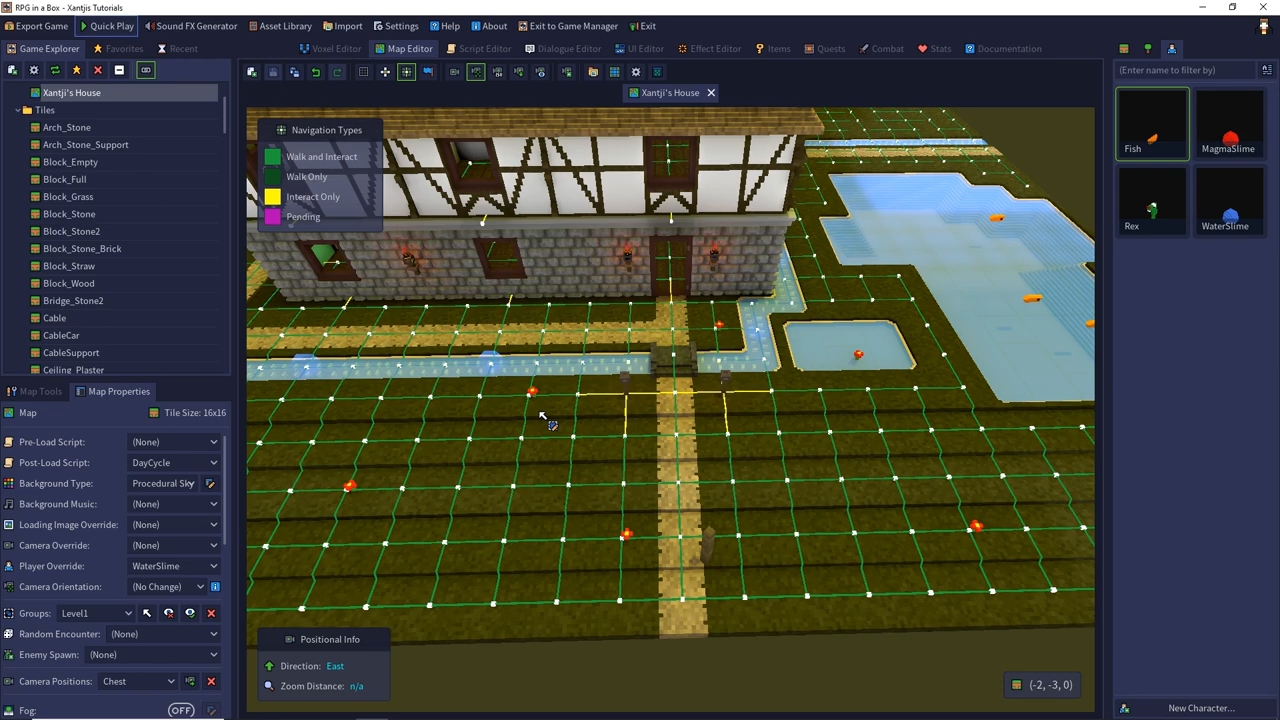 RPG in a Box - Xantjis Tutorials
Export Game Quick Play Sound FX Generator Asset Library Import Settings Help About Exit to Game Manager Exit
Game Explorer Favorites Recent Voxel Editor Map Editor Script Editor Dialogue Editor UI Editor Effect Editor Items Quests Combat Stats Documentation
(Enter name to filter by)
Xantji's House
Xantji's House
Tiles
Arch_Stone
Arch_Stone_Support
Block_Empty
Block_Full
Block_Grass
Block_Stone
Block_Stone2
Block_Stone_Brick
Block_Straw
Block_Wood
Bridge_Stone2
Cable
CableCar
CableSupport
Ceiling_Plaster
Navigation Types
Walk and Interact
Walk Only
Interact Only
Pending
Fish
MagmaSlime
Rex
WaterSlime
Map Tools Map Properties
Map Tile Size: 16x16
Pre-Load Script: (None)
Post-Load Script: DayCycle
Background Type: Procedural Sky
Background Music: (None)
Loading Image Override: (None)
Camera Override: (None)
Player Override: WaterSlime
Camera Orientation: (No Change)
Groups: Level1
Random Encounter: (None)
Enemy Spawn: (None)
Camera Positions: Chest
Fog: OFF
Positional Info
Direction: East
Zoom Distance: n/a
(-2, -3, 0)
New Character...